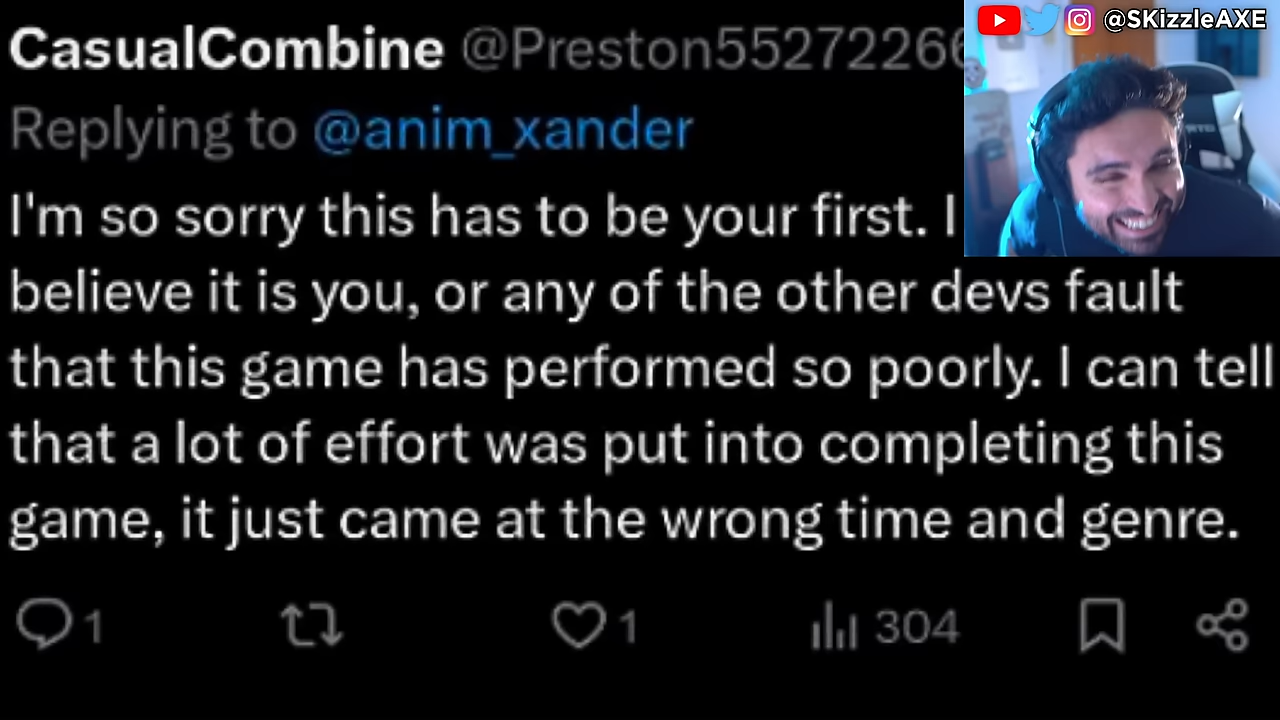 CasualCombine @Preston55272266
@SKizzleAXE
Replying to @anim_xander
I'm so sorry this has to be your first. I
believe it is you, or any of the other devs fault
that this game has performed so poorly. I can tell
that a lot of effort was put into completing this
game, it just came at the wrong time and genre.
1 1 304